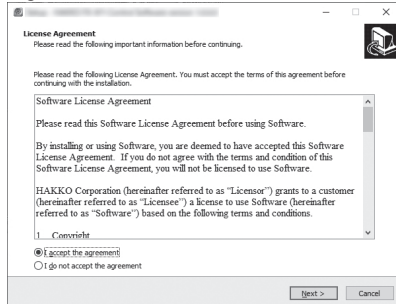 License Agreement
Please read the following important information before continuing.
Please read the following License Agreement. You must accept the terms of this agreement before
continuing with the installation.
Software License Agreement
Please read this Software License Agreement before using Software.
By installing or using Software, you are deemed to have accepted this Software
License Agreement.  If you do not agree with the terms and condition of this
Software License Agreement, you will not be licensed to use Software.
HAKKO Corporation (hereinafter referred to as “Licensor”) grants to a customer
(hereinafter referred to as “Licensee”) a license to use Software (hereinafter
referred to as “Software”) based on the following terms and conditions.
1.  Copyright
I accept the agreement
I do not accept the agreement
Next >
Cancel